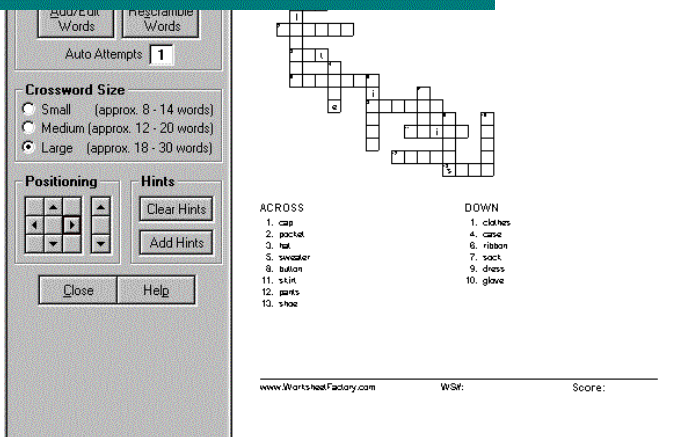 Add/Edit Words
Rescramble Words
Auto Attempts 1
Crossword Size
Small (approx. 8 - 14 words)
Medium (approx. 12 - 20 words)
Large (approx. 18 - 30 words)
Positioning
Hints
Clear Hints
Add Hints
Close Help
l
t
i
e
i
s
ACROSS
1. cap
2. pocket
3. hat
5. sweater
8. button
11. skirt
12. pants
13. shoe
DOWN
1. clothes
4. case
6. ribbon
7. sack
9. dress
10. glove
www.WorksheetFactory.com WS#: Score: